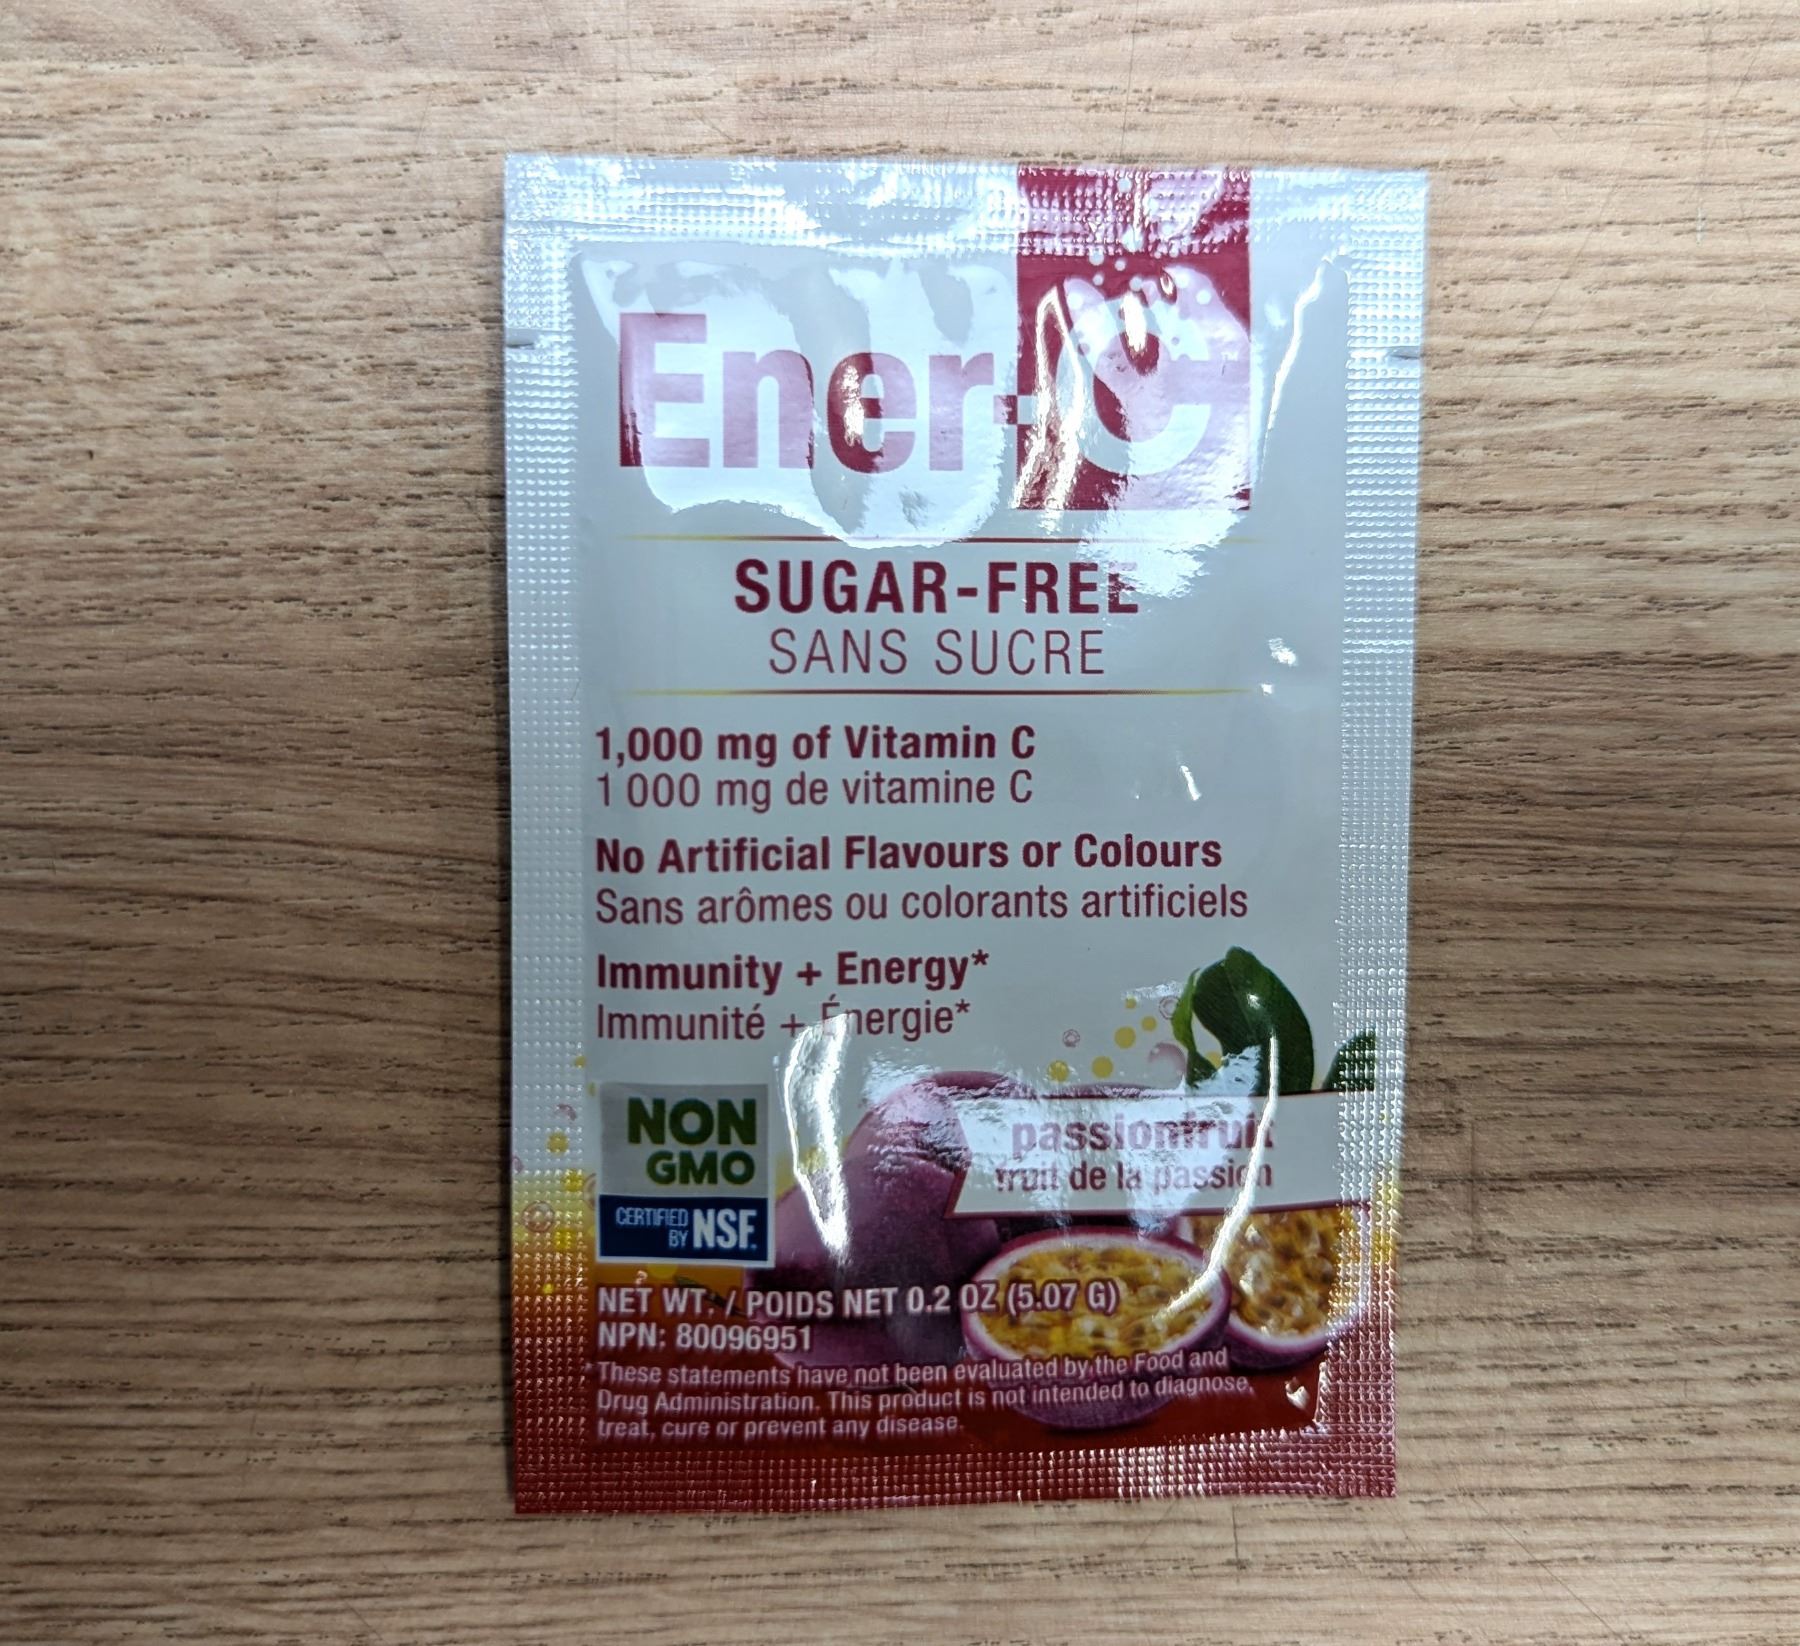 Ener-C
SUGAR-FREE
SANS SUCRE
1,000 mg of Vitamin C
1 000 mg de vitamine C
No Artificial Flavours or Colours
Sans arômes ou colorants artificiels
Immunity + Energy*
Immunité + Énergie*
passionfruit
fruit de la passion
NON
GMO
CERTIFIED
BY NSF.
NET WT. / POIDS NET 0.2 OZ (5.07 G)
NPN: 80096951
*These statements have not been evaluated by the Food and
Drug Administration. This product is not intended to diagnose,
treat, cure or prevent any disease.